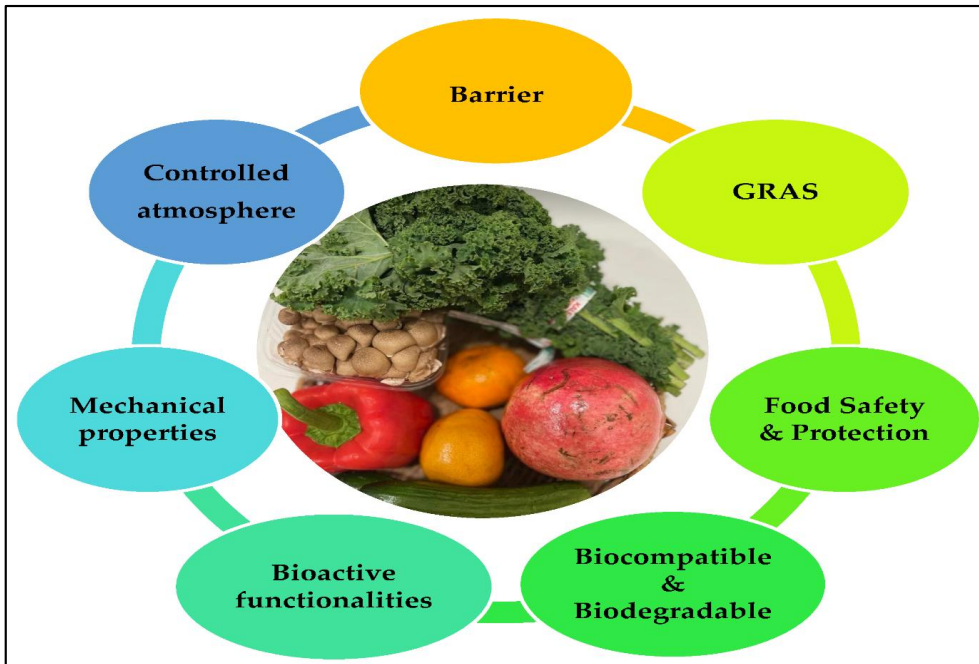 Barrier
GRAS
Food Safety
& Protection
Biocompatible
&
Biodegradable
Bioactive
functionalities
Mechanical
properties
Controlled
atmosphere